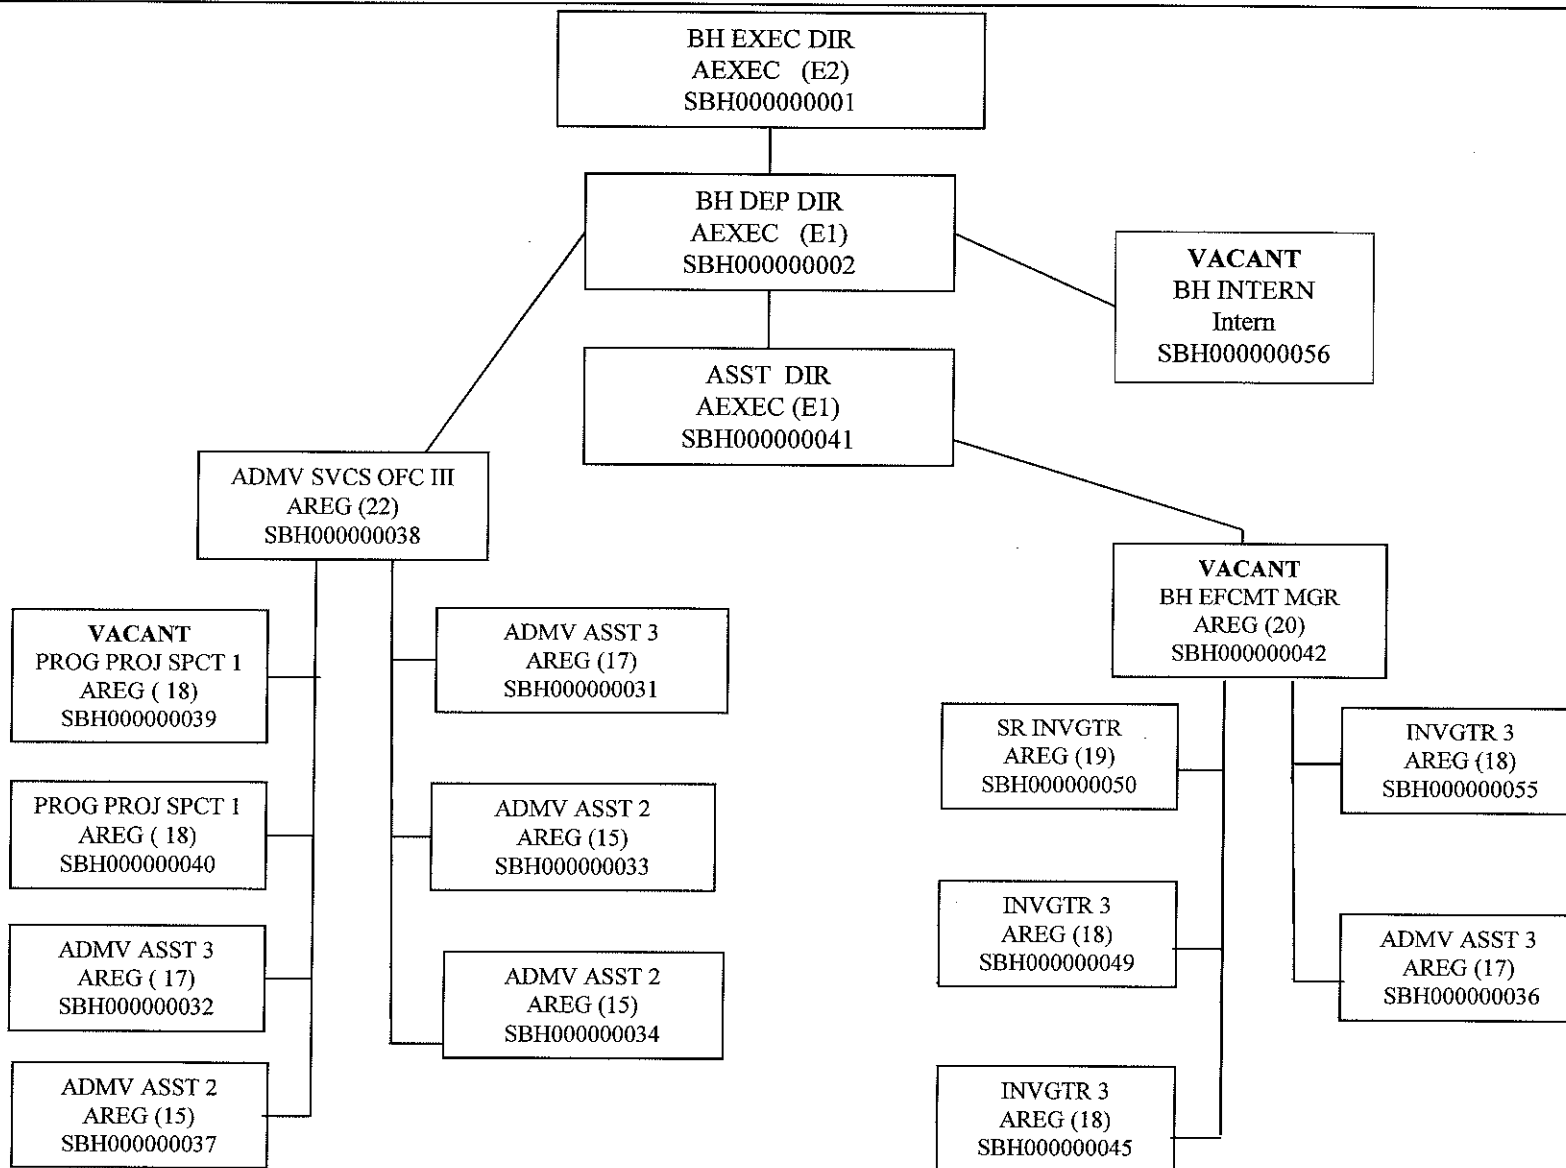 BH EXEC DIR
AEXEC (E2)
SBH000000001
BH DEP DIR
AEXEC (E1)
SBH000000002
VACANT
BH INTERN
Intern
SBH000000056
ASST DIR
AEXEC (E1)
SBH000000041
ADMV SVCS OFC III
AREG (22)
SBH000000038
VACANT
BH EFCMT MGR
AREG (20)
SBH000000042
VACANT
PROG PROJ SPCT 1
AREG ( 18)
SBH000000039
PROG PROJ SPCT 1
AREG ( 18)
SBH000000040
ADMV ASST 3
AREG ( 17)
SBH000000032
ADMV ASST 2
AREG (15)
SBH000000037
ADMV ASST 3
AREG (17)
SBH000000031
ADMV ASST 2
AREG (15)
SBH000000033
ADMV ASST 2
AREG (15)
SBH000000034
SR INVGTR
AREG (19)
SBH000000050
INVGTR 3
AREG (18)
SBH000000049
INVGTR 3
AREG (18)
SBH000000045
INVGTR 3
AREG (18)
SBH000000055
ADMV ASST 3
AREG (17)
SBH000000036